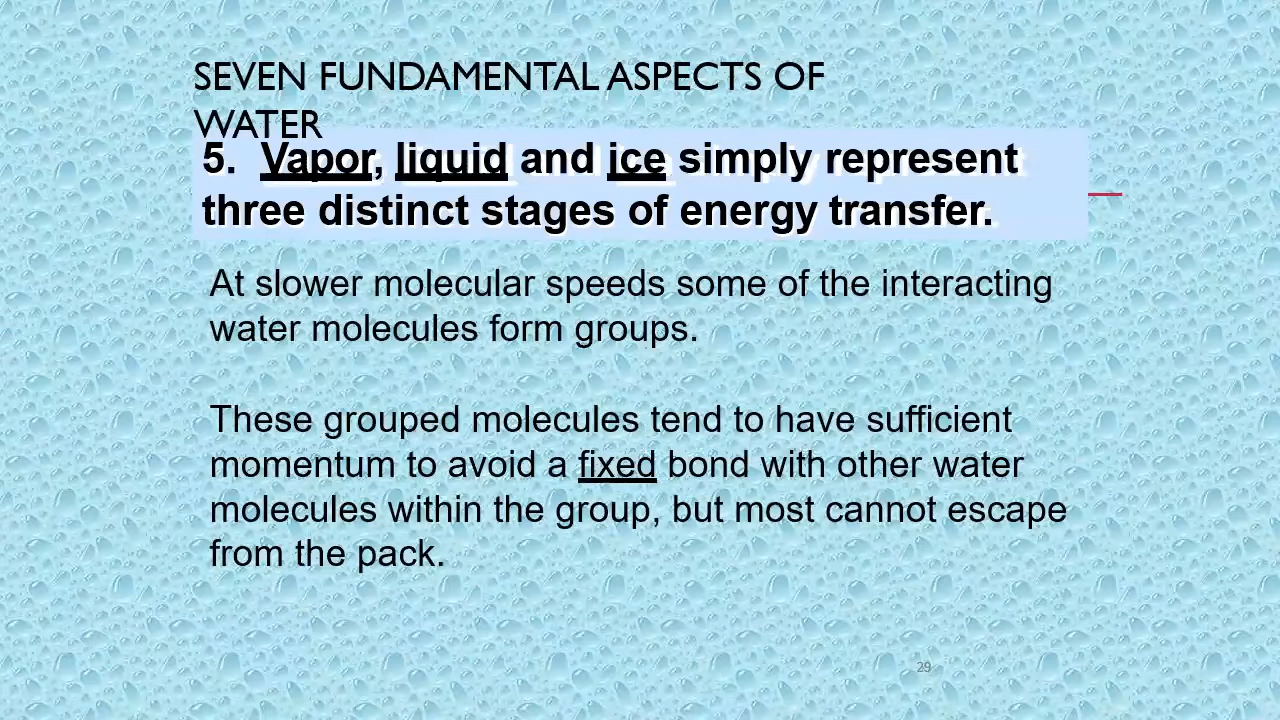 SEVEN FUNDAMENTAL ASPECTS OF
WATER
5. Vapor, liquid and ice simply represent
three distinct stages of energy transfer.
At slower molecular speeds some of the interacting
water molecules form groups.
These grouped molecules tend to have sufficient
momentum to avoid a fixed bond with other water
molecules within the group, but most cannot escape
from the pack.
29